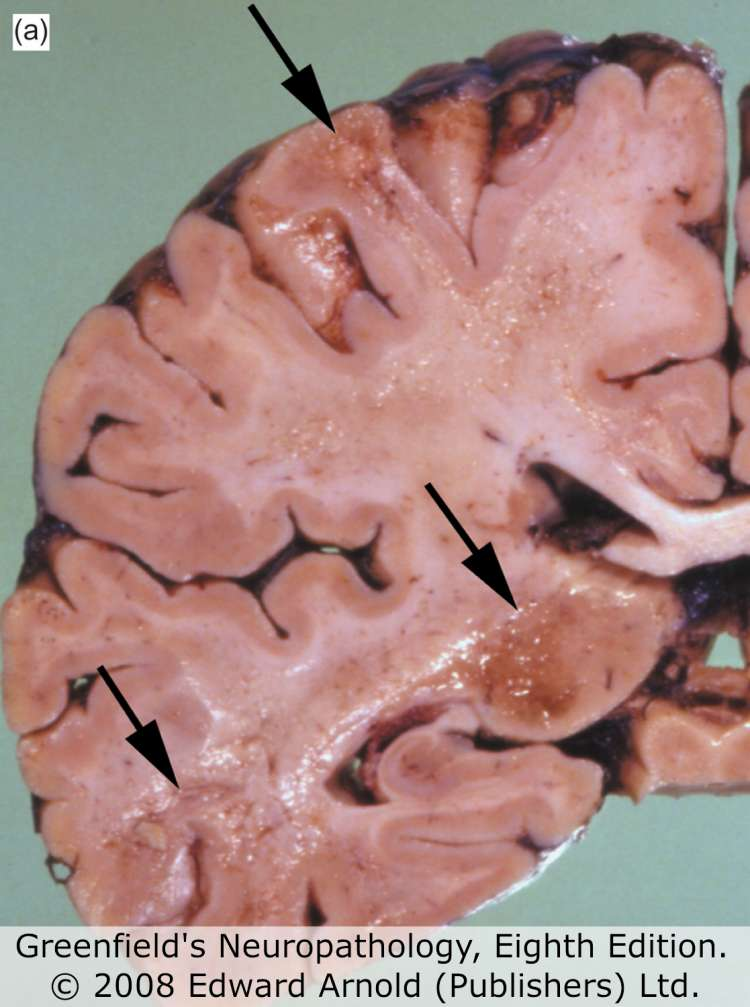 (a)
Greenfield's Neuropathology, Eighth Edition.
© 2008 Edward Arnold (Publishers) Ltd.